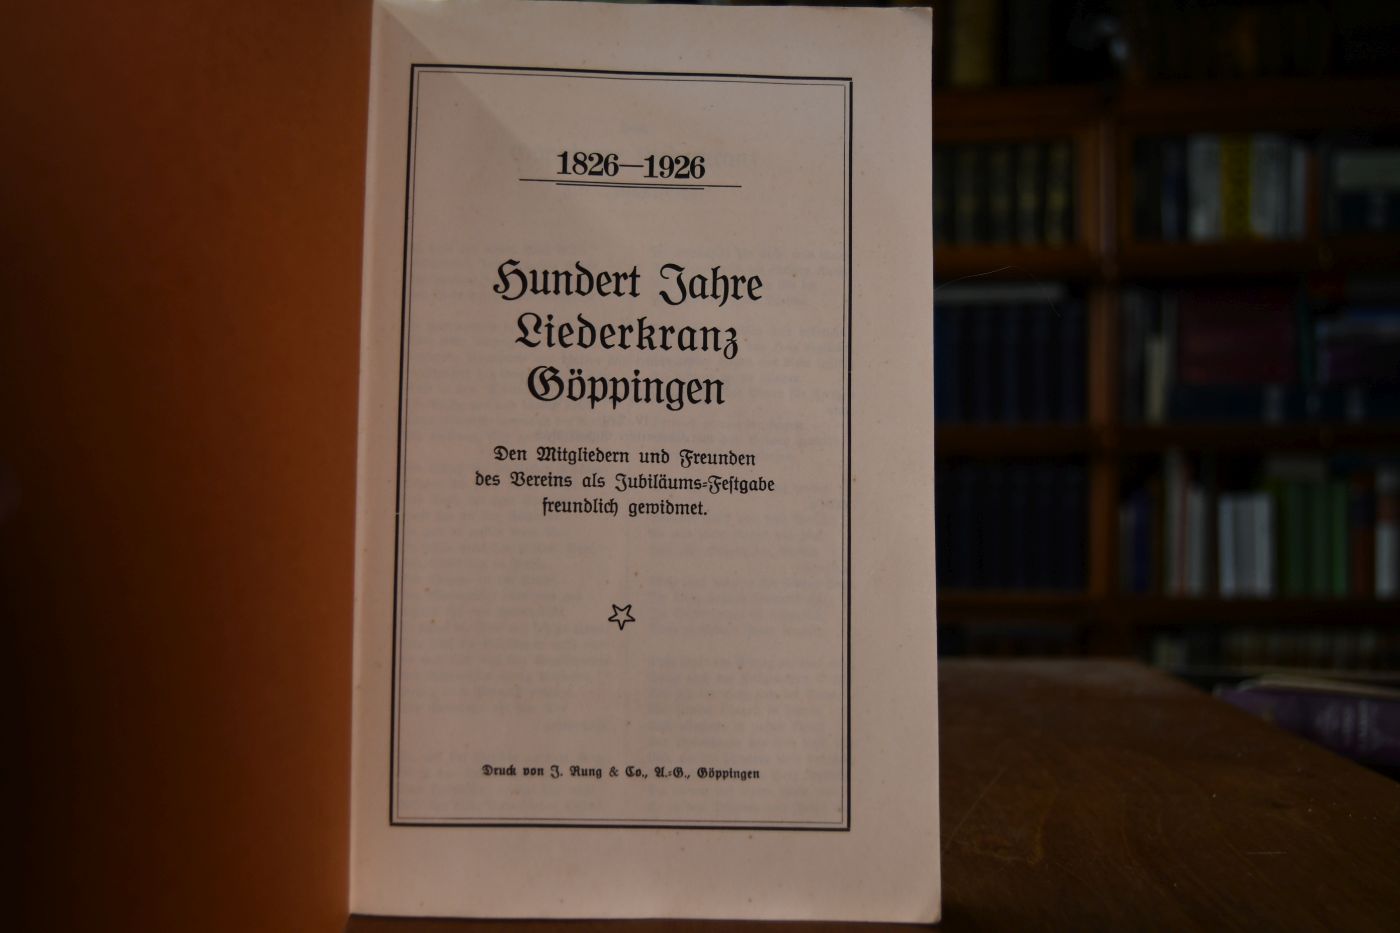 1826—1926
Hundert Jahre
Liederkranz
Göppingen
Den Mitgliedern und Freunden
des Vereins als Jubiläums-Festgabe
freundlich gewidmet.
Druck von J. Rung & Co., A.-G., Göppingen